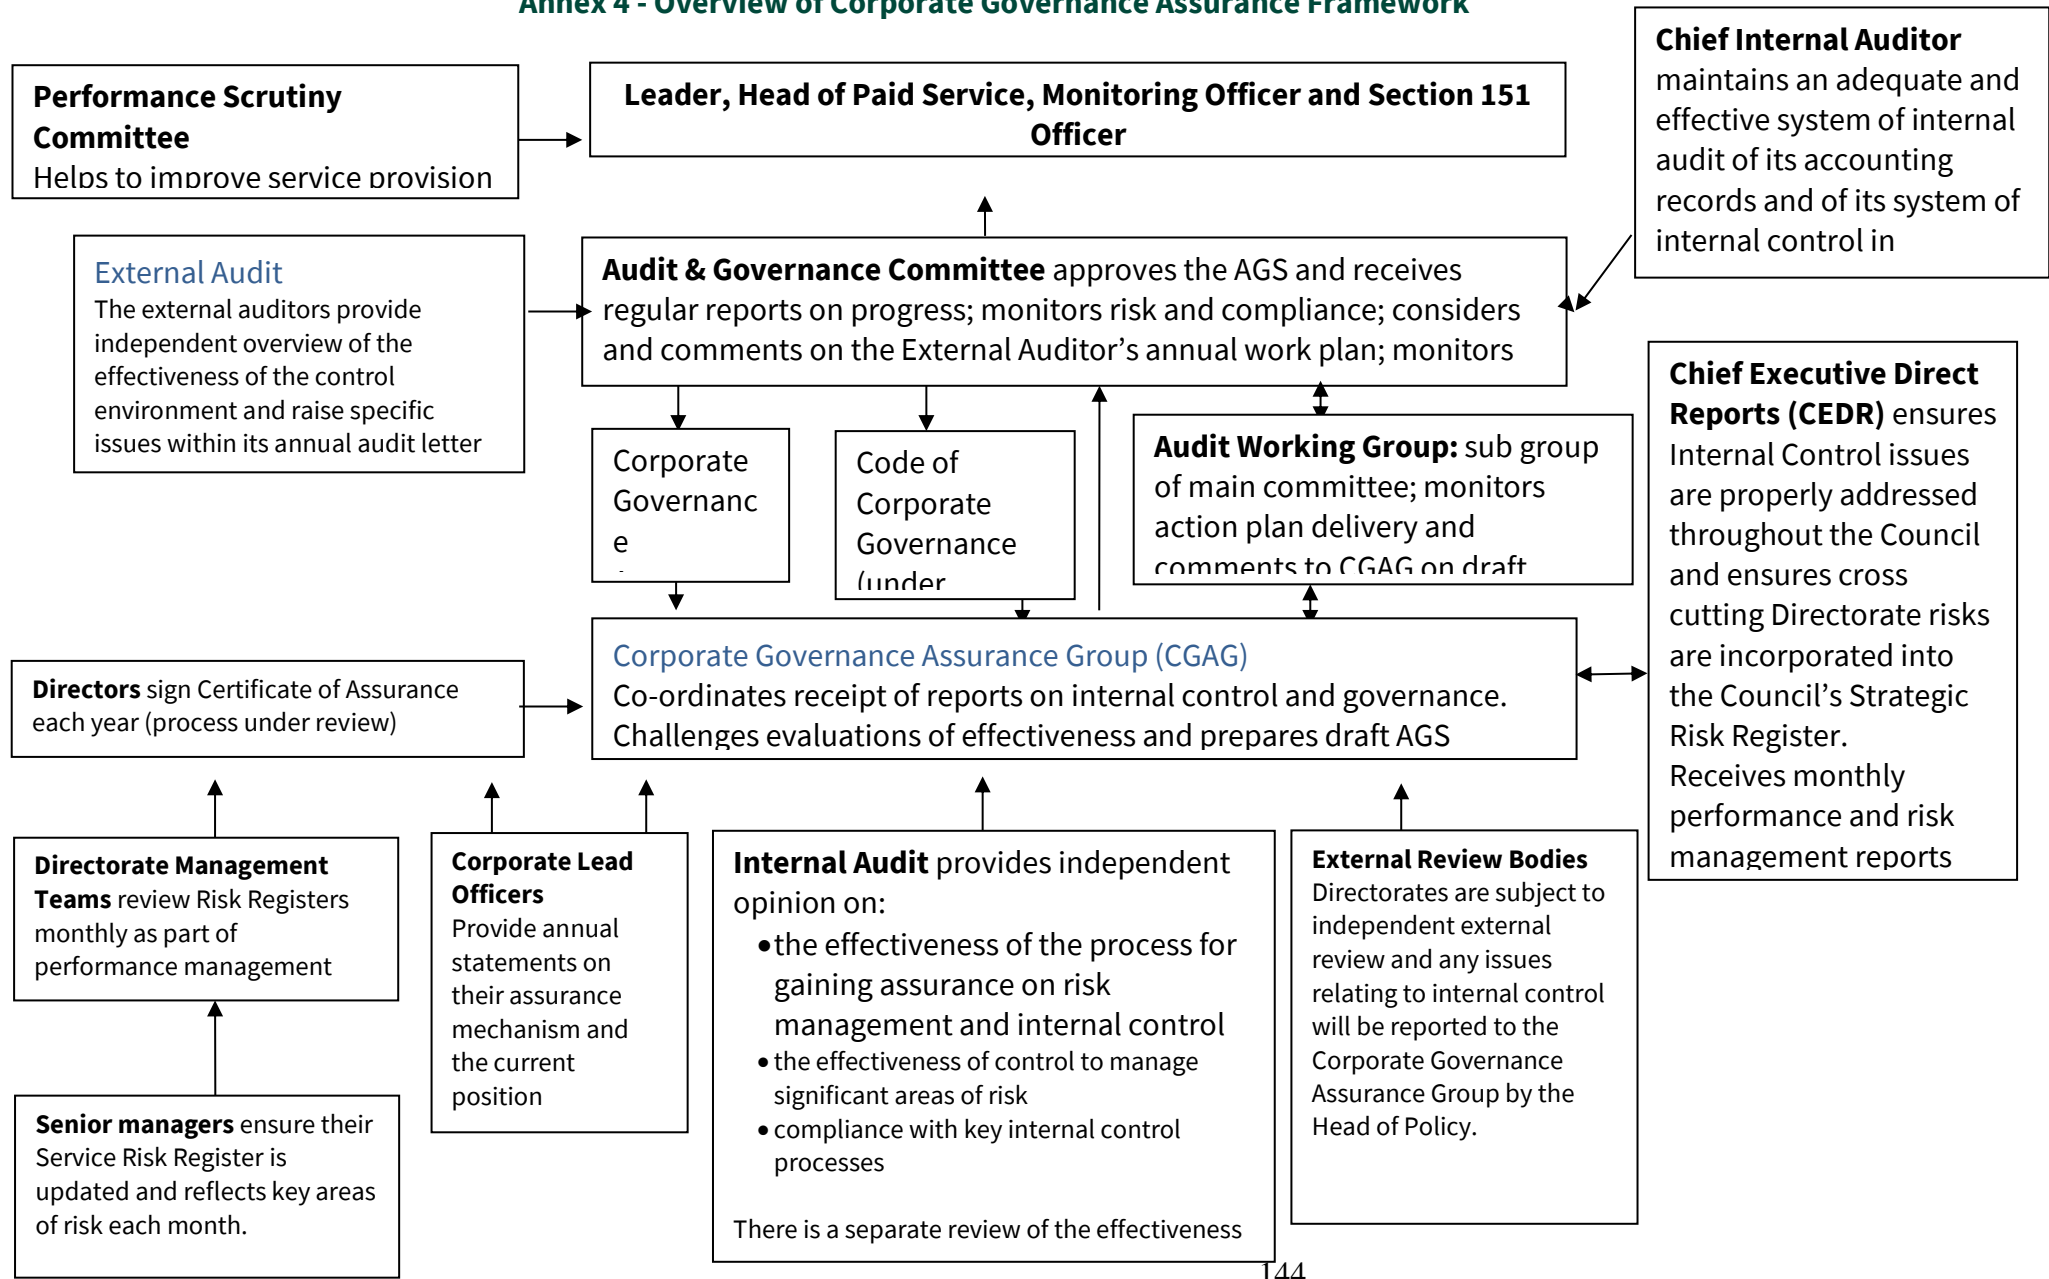 Annex 4 - Overview of Corporate Governance Assurance Framework
Performance Scrutiny
Committee
Helps to improve service provision
Leader, Head of Paid Service, Monitoring Officer and Section 151
Officer
Chief Internal Auditor
maintains an adequate and
effective system of internal
audit of its accounting
records and of its system of
internal control in
External Audit
The external auditors provide
independent overview of the
effectiveness of the control
environment and raise specific
issues within its annual audit letter
Audit & Governance Committee approves the AGS and receives
regular reports on progress; monitors risk and compliance; considers
and comments on the External Auditor’s annual work plan; monitors
Chief Executive Direct
Reports (CEDR) ensures
Internal Control issues
are properly addressed
throughout the Council
and ensures cross
cutting Directorate risks
are incorporated into
the Council’s Strategic
Risk Register.
Receives monthly
performance and risk
management reports
Corporate
Governanc
e
Code of
Corporate
Governance
(under
Audit Working Group: sub group
of main committee; monitors
action plan delivery and
comments to CGAG on draft
Corporate Governance Assurance Group (CGAG)
Co-ordinates receipt of reports on internal control and governance.
Challenges evaluations of effectiveness and prepares draft AGS
Directors sign Certificate of Assurance
each year (process under review)
Directorate Management
Teams review Risk Registers
monthly as part of
performance management
Senior managers ensure their
Service Risk Register is
updated and reflects key areas
of risk each month.
Corporate Lead
Officers
Provide annual
statements on
their assurance
mechanism and
the current
position
Internal Audit provides independent
opinion on:
• the effectiveness of the process for
gaining assurance on risk
management and internal control
• the effectiveness of control to manage
significant areas of risk
• compliance with key internal control
processes
There is a separate review of the effectiveness
External Review Bodies
Directorates are subject to
independent external
review and any issues
relating to internal control
will be reported to the
Corporate Governance
Assurance Group by the
Head of Policy.
144